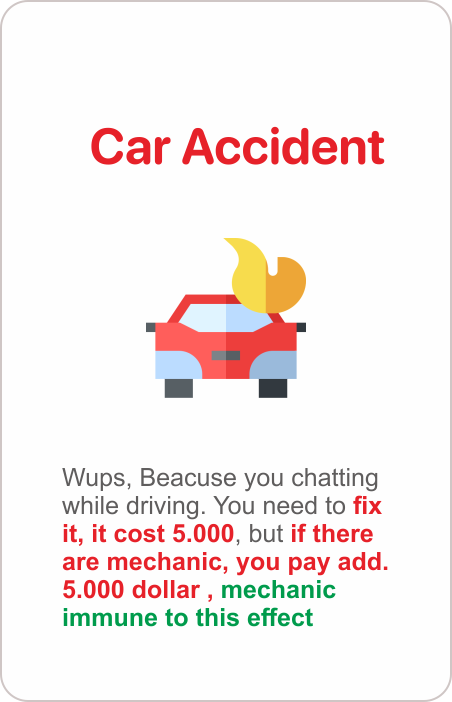 Car Accident
Wups, Beacuse you chatting
while driving. You need to fix
it, it cost 5.000, but if there
are mechanic, you pay add.
5.000 dollar , mechanic
immune to this effect